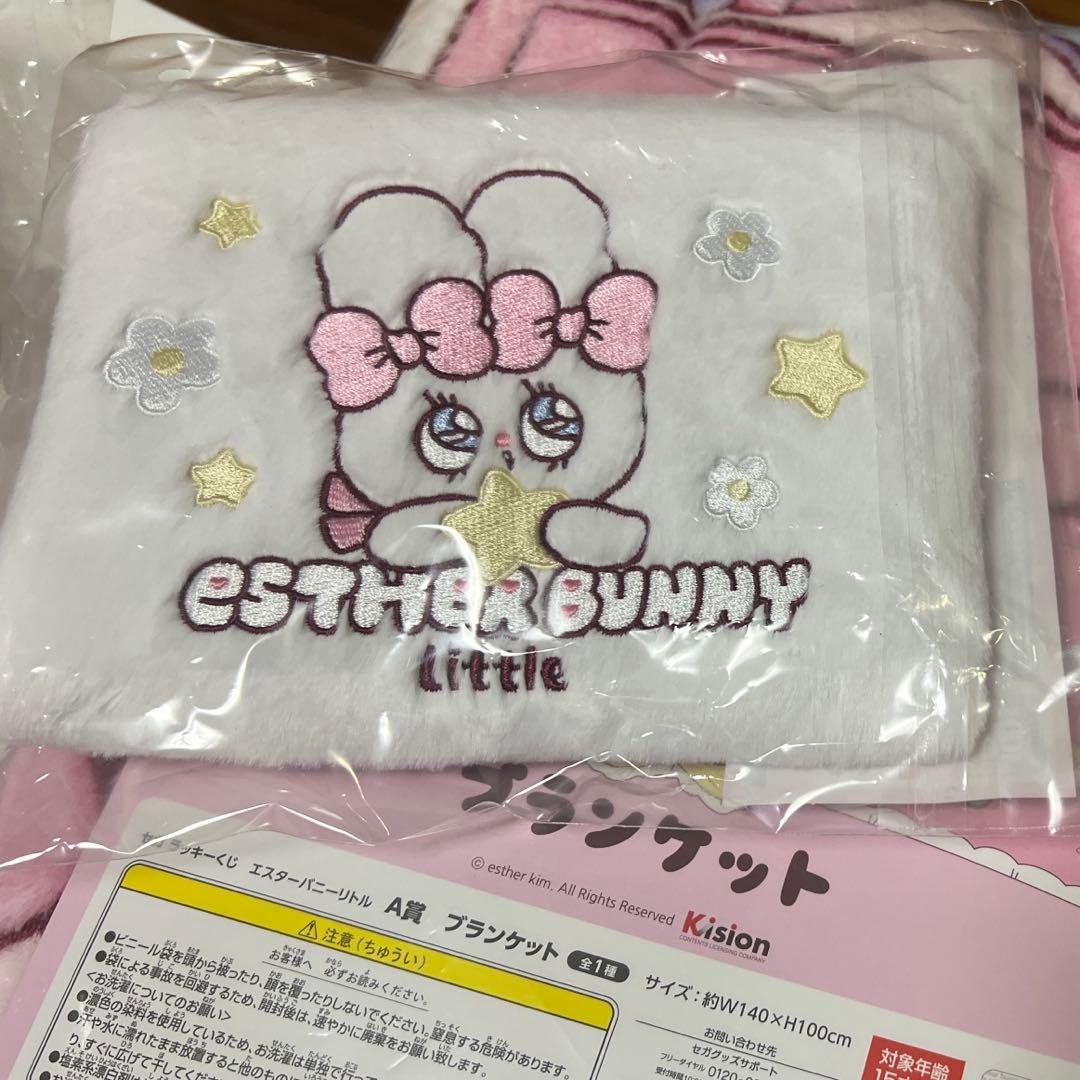 ESTHER BUNNY
Little
ブランケット
© esther kim. All Rights Reserved
Kision
CONTENTS LICENSING COMPANY
セガ ラッキーくじ エスターバニーリトル A賞 ブランケット 全1種
サイズ：約W140×H100cm
注意(ちゅうい)
お客様へ 必ずお読みください。
●ビニール袋を頭から被ったり、顔を覆ったりしないでください。窒息する危険があります。
●袋による事故を回避するため、開封後は、速やかに廃棄をお願い致します。
<お洗濯についてのお願い>
●濃色の染料を使用しているため、お洗濯は単独で行って
●汗や水に濡れたまま放置すると他のものに
り、すぐに広げて干してくだ
●塩素系漂白剤は
お問い合わせ先
セガグッズサポート
フリーダイヤル 0120-
受付時間10:
対象年齢
15